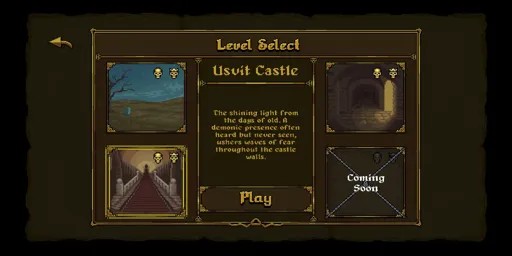 Level Select
Usvit Castle
The shining light from
the days of old. A
demonic presence often
heard but never seen,
ushers waves of fear
throughout the castle
walls.
Play
Coming
Soon